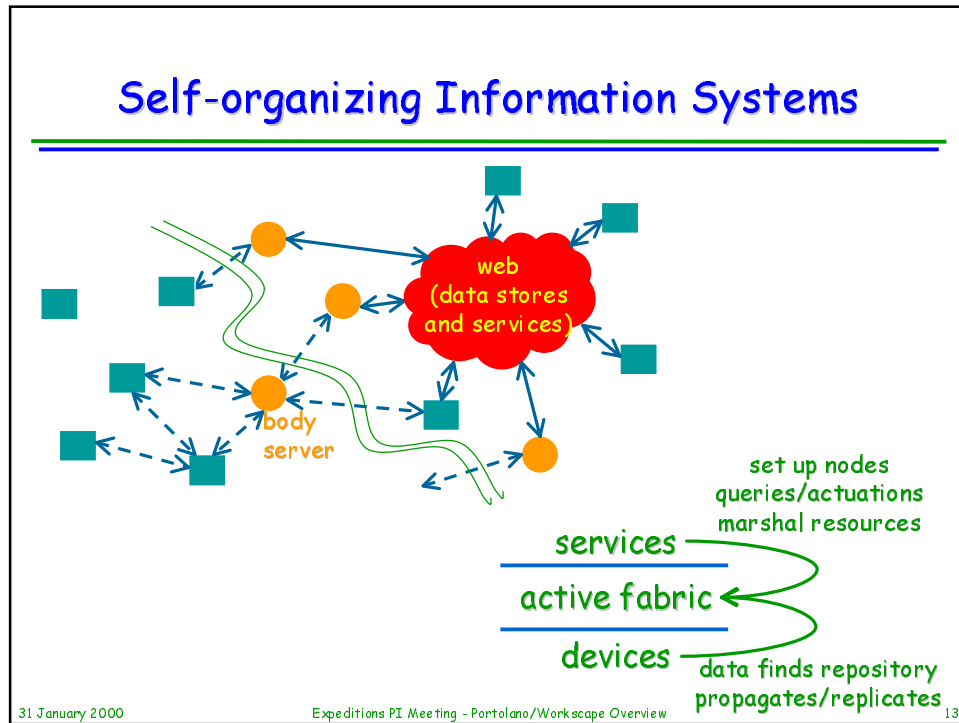 Self-organizing Information Systems
web
(data stores
and services)
body
server
set up nodes
queries/actuations
marshal resources
services
active fabric
devices
data finds repository
propagates/replicates
31 January 2000
Expeditions PI Meeting - Portolano/Workscape Overview
13